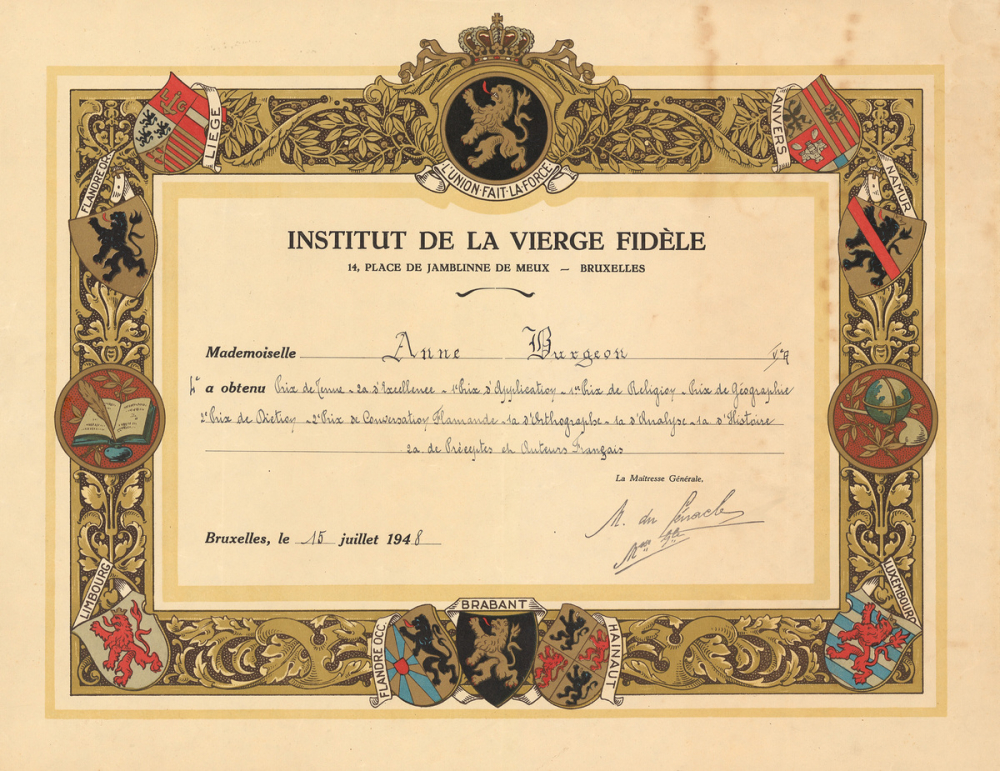 L'UNION·FAIT·LA·FORCE
LIEGE
ANVERS
FLANDRE OR.
NAMUR
INSTITUT DE LA VIERGE FIDÈLE
14, PLACE DE JAMBLINNE DE MEUX — BRUXELLES
Mademoiselle Anne Burgeon
a obtenu Prix de Tenue - 2a d'Excellence - 1r Prix d'Application - 1er Prix de Religion - Prix de Géographie
2e Prix de Diction - 2e Prix de Conversation Flamande - 1a d'Orthographe - 1a d'Analyse - 1a d'Histoire
2a de Préceptes et Auteurs Français
La Maîtresse Générale.
M. du Cénacle
Bruxelles, le 15 juillet 1948
LIMBOURG
LUXEMBOURG
FLANDRE OCC.
BRABANT
HAINAUT